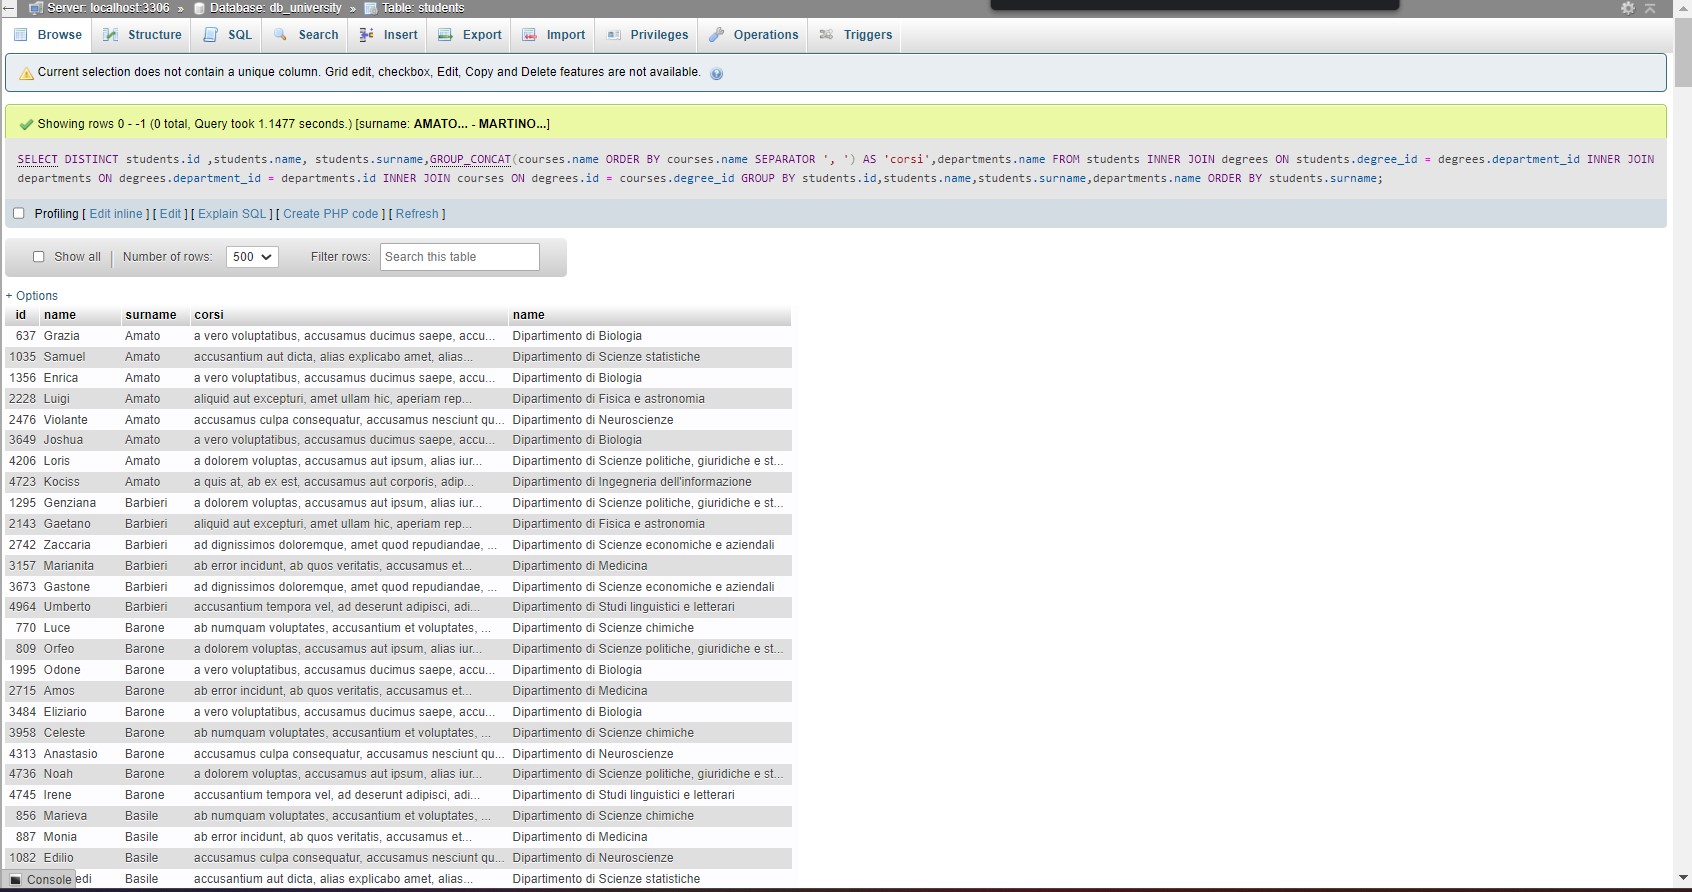 ← Server: localhost:3306 » Database: db_university » Table: students
Browse Structure SQL Search Insert Export Import Privileges Operations Triggers
Current selection does not contain a unique column. Grid edit, checkbox, Edit, Copy and Delete features are not available.
Showing rows 0 - -1 (0 total, Query took 1.1477 seconds.) [surname: AMATO... - MARTINO...]
SELECT DISTINCT students.id ,students.name, students.surname,GROUP_CONCAT(courses.name ORDER BY courses.name SEPARATOR ', ') AS 'corsi',departments.name FROM students INNER JOIN degrees ON students.degree_id = degrees.department_id INNER JOIN
departments ON degrees.department_id = departments.id INNER JOIN courses ON degrees.id = courses.degree_id GROUP BY students.id,students.name,students.surname,departments.name ORDER BY students.surname;
Profiling [ Edit inline ] [ Edit ] [ Explain SQL ] [ Create PHP code ] [ Refresh ]
Show all Number of rows: 500 Filter rows: Search this table
+ Options
id name surname corsi name
637 Grazia Amato a vero voluptatibus, accusamus ducimus saepe, accu... Dipartimento di Biologia
1035 Samuel Amato accusantium aut dicta, alias explicabo amet, alias... Dipartimento di Scienze statistiche
1356 Enrica Amato a vero voluptatibus, accusamus ducimus saepe, accu... Dipartimento di Biologia
2228 Luigi Amato aliquid aut excepturi, amet ullam hic, aperiam rep... Dipartimento di Fisica e astronomia
2476 Violante Amato accusamus culpa consequatur, accusamus nesciunt qu... Dipartimento di Neuroscienze
3649 Joshua Amato a vero voluptatibus, accusamus ducimus saepe, accu... Dipartimento di Biologia
4206 Loris Amato a dolorem voluptas, accusamus aut ipsum, alias iur... Dipartimento di Scienze politiche, giuridiche e st...
4723 Kociss Amato a quis at, ab ex est, accusamus aut corporis, adip... Dipartimento di Ingegneria dell'informazione
1295 Genziana Barbieri a dolorem voluptas, accusamus aut ipsum, alias iur... Dipartimento di Scienze politiche, giuridiche e st...
2143 Gaetano Barbieri aliquid aut excepturi, amet ullam hic, aperiam rep... Dipartimento di Fisica e astronomia
2742 Zaccaria Barbieri ad dignissimos doloremque, amet quod repudiandae, ... Dipartimento di Scienze economiche e aziendali
3157 Marianita Barbieri ab error incidunt, ab quos veritatis, accusamus et... Dipartimento di Medicina
3673 Gastone Barbieri ad dignissimos doloremque, amet quod repudiandae, ... Dipartimento di Scienze economiche e aziendali
4964 Umberto Barbieri accusantium tempora vel, ad deserunt adipisci, adi... Dipartimento di Studi linguistici e letterari
770 Luce Barone ab numquam voluptates, accusantium et voluptates, ... Dipartimento di Scienze chimiche
809 Orfeo Barone a dolorem voluptas, accusamus aut ipsum, alias iur... Dipartimento di Scienze politiche, giuridiche e st...
1995 Odone Barone a vero voluptatibus, accusamus ducimus saepe, accu... Dipartimento di Biologia
2715 Amos Barone ab error incidunt, ab quos veritatis, accusamus et... Dipartimento di Medicina
3484 Eliziario Barone a vero voluptatibus, accusamus ducimus saepe, accu... Dipartimento di Biologia
3958 Celeste Barone ab numquam voluptates, accusantium et voluptates, ... Dipartimento di Scienze chimiche
4313 Anastasio Barone accusamus culpa consequatur, accusamus nesciunt qu... Dipartimento di Neuroscienze
4736 Noah Barone a dolorem voluptas, accusamus aut ipsum, alias iur... Dipartimento di Scienze politiche, giuridiche e st...
4745 Irene Barone accusantium tempora vel, ad deserunt adipisci, adi... Dipartimento di Studi linguistici e letterari
856 Marieva Basile ab numquam voluptates, accusantium et voluptates, ... Dipartimento di Scienze chimiche
887 Monia Basile ab error incidunt, ab quos veritatis, accusamus et... Dipartimento di Medicina
1082 Edilio Basile accusamus culpa consequatur, accusamus nesciunt qu... Dipartimento di Neuroscienze
Console edi Basile accusantium aut dicta, alias explicabo amet, alias... Dipartimento di Scienze statistiche